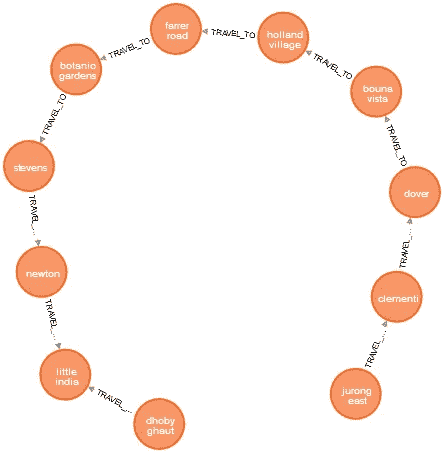 farrer
road
TRAVEL_TO
holland
village
TRAVEL_TO
botanic
gardens
TRAVEL_TO
bouna
vista
TRAVEL_TO
stevens
TRAVEL_TO
dover
TRAVEL_...
newton
TRAVEL_...
clementi
TRAVEL_...
little
india
TRAVEL_...
jurong
east
TRAVEL_...
dhoby
ghaut